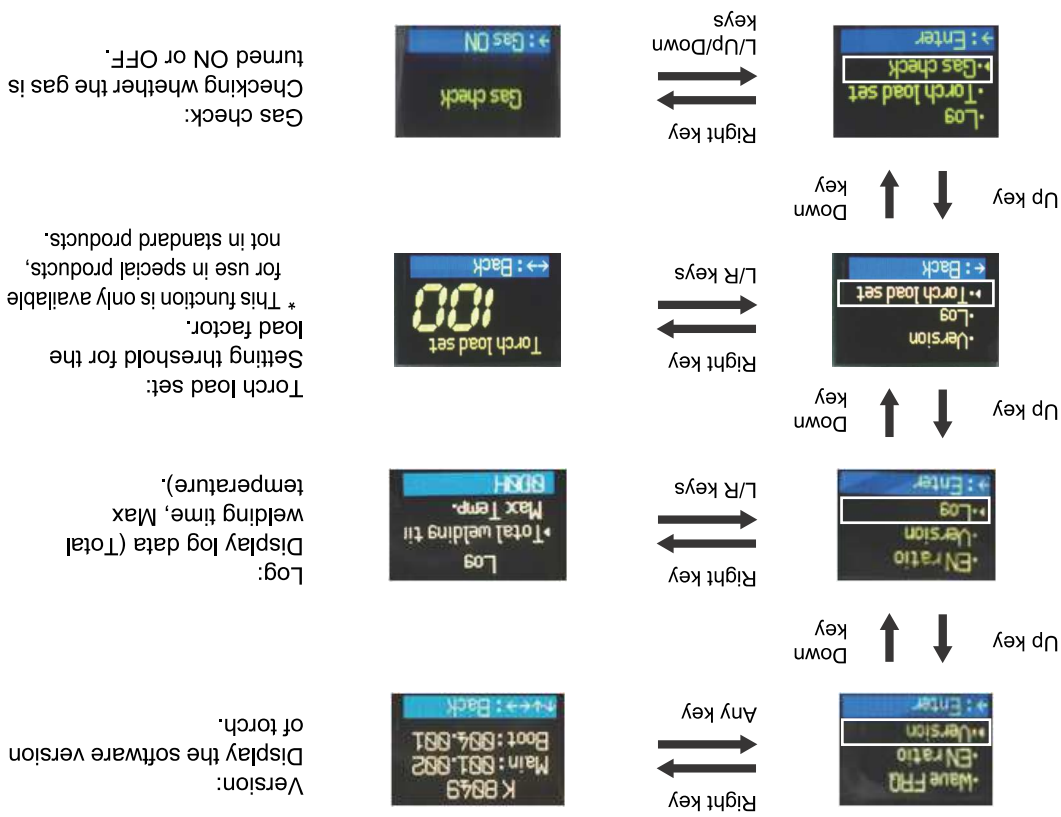 ·Wave FRQ
·EN ratio
▸·Version
→: Enter
Right key
Any key
K8049
Main:001.002
Boot:004.001
↑↓←→: Back
Version:
Display the software version
of torch.
Up key
Down
key
·EN ratio
·Version
▸·Log
→: Enter
Right key
L/R keys
Log
▸Total welding tii
Max Temp.
000H
Log:
Display log data (Total
welding time, Max
temperature).
Up key
Down
key
·Version
·Log
▸·Torch load set
←: Back
Right key
L/R keys
Torch load set
100
←→: Back
Torch load set:
Setting threshold for the
load factor.
* This function is only available
for use in special products,
not in standard products.
Up key
Down
key
·Log
·Torch load set
▸·Gas check
→: Enter
Right key
L/Up/Down
keys
Gas check
→: Gas ON
Gas check:
Checking whether the gas is
turned ON or OFF.